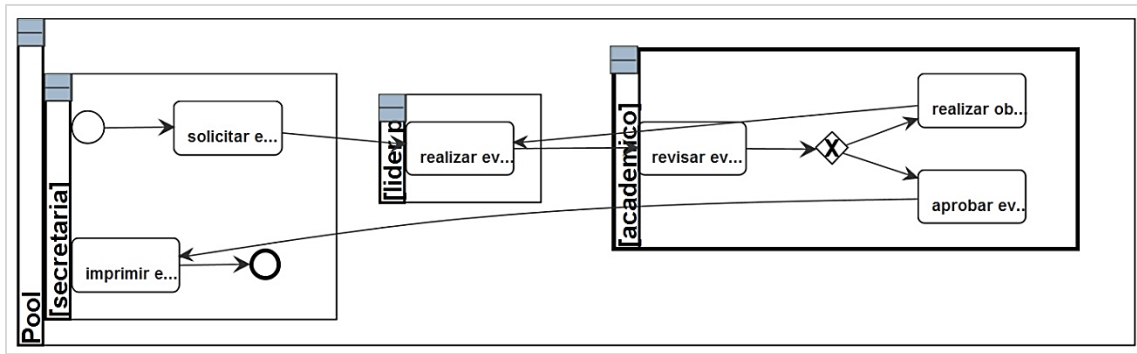 Pool
[secretaria]
solicitar e...
imprimir e...
[lider p
realizar ev...
[academico]
revisar ev...
X
realizar ob...
aprobar ev...